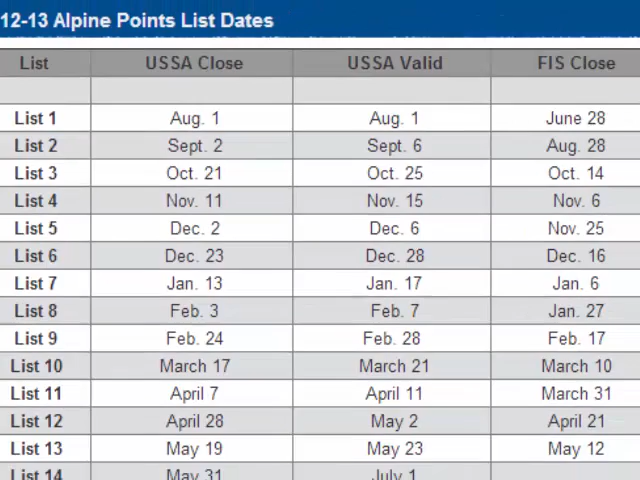 12-13 Alpine Points List Dates
List USSA Close USSA Valid FIS Close
List 1 Aug. 1 Aug. 1 June 28
List 2 Sept. 2 Sept. 6 Aug. 28
List 3 Oct. 21 Oct. 25 Oct. 14
List 4 Nov. 11 Nov. 15 Nov. 6
List 5 Dec. 2 Dec. 6 Nov. 25
List 6 Dec. 23 Dec. 28 Dec. 16
List 7 Jan. 13 Jan. 17 Jan. 6
List 8 Feb. 3 Feb. 7 Jan. 27
List 9 Feb. 24 Feb. 28 Feb. 17
List 10 March 17 March 21 March 10
List 11 April 7 April 11 March 31
List 12 April 28 May 2 April 21
List 13 May 19 May 23 May 12
List 14 May 31 July 1